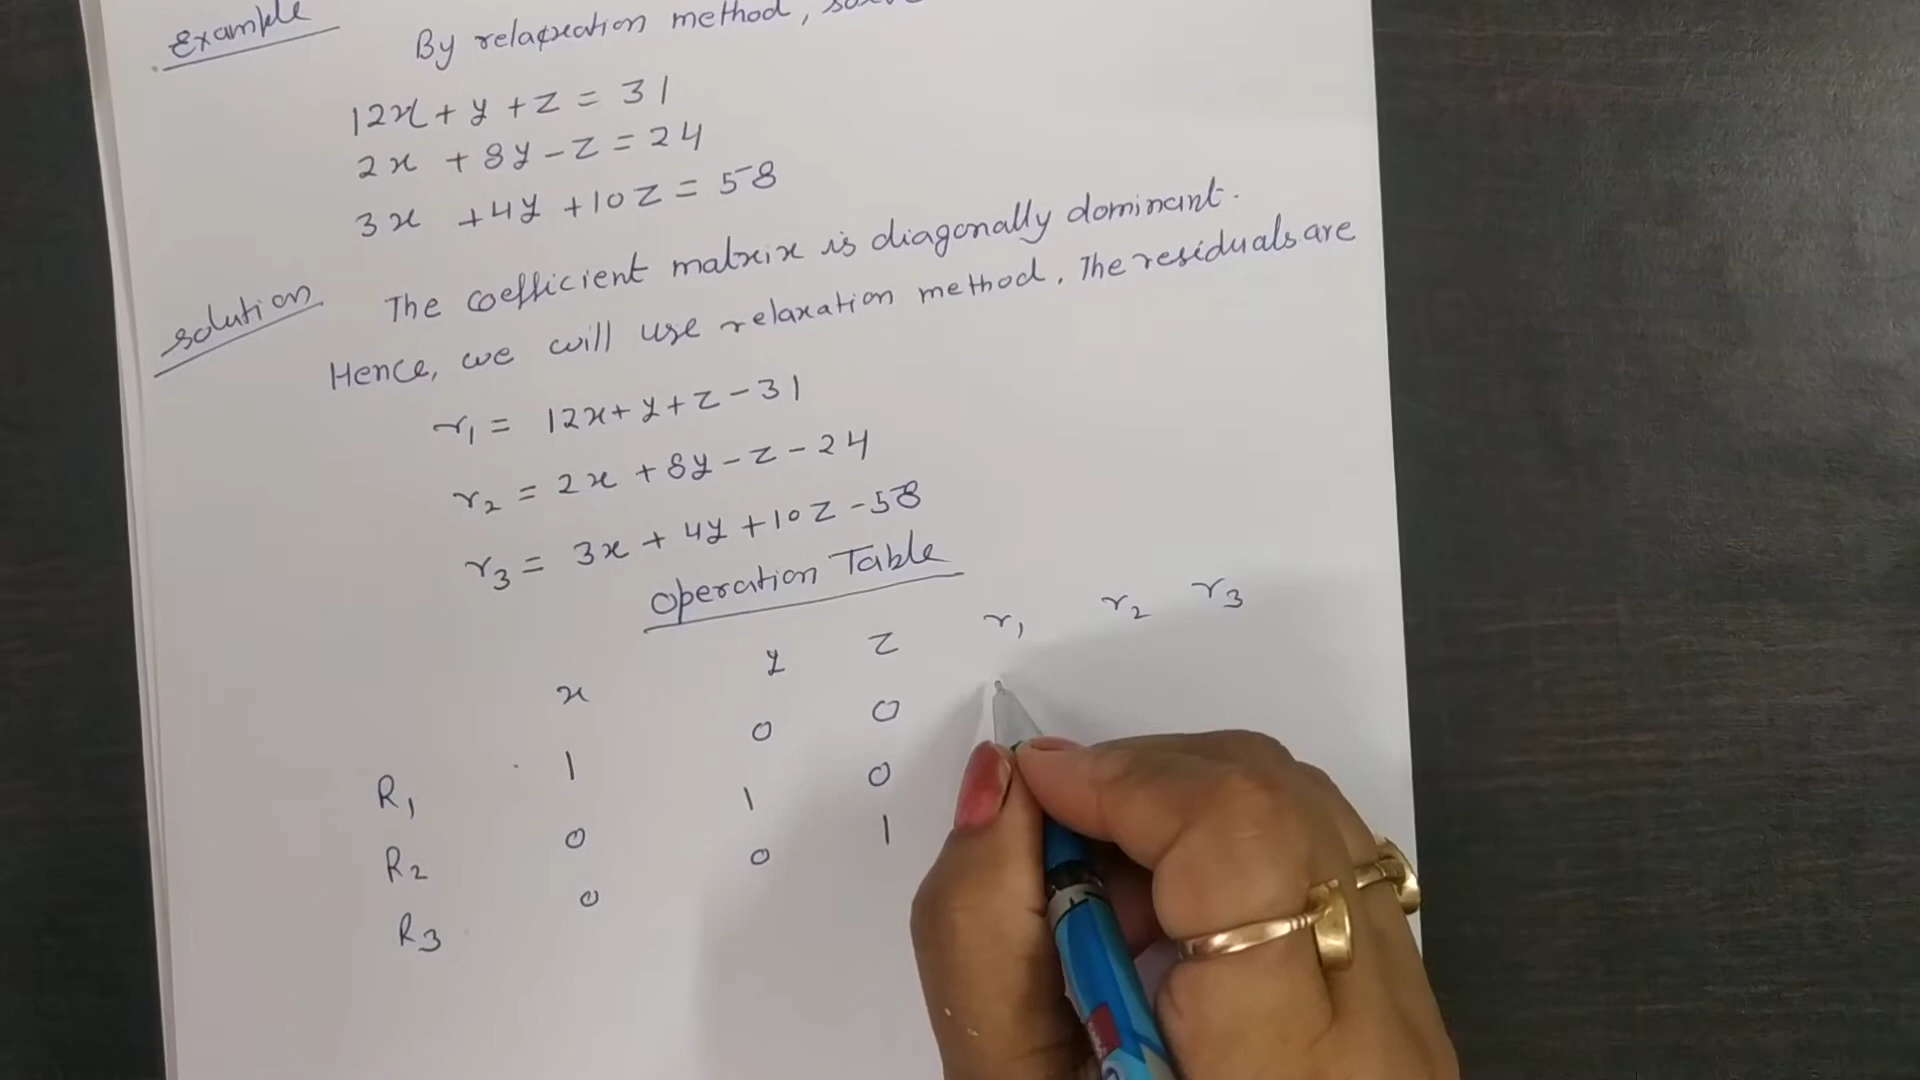 Example
By relaxation method, solve
12x + y + z = 31
2x + 8y - z = 24
3x + 4y + 10z = 58
Solution The coefficient matrix is diagonally dominant.
Hence, we will use relaxation method. The residuals are
r1 = 12x + y + z - 31
r2 = 2x + 8y - z - 24
r3 = 3x + 4y + 10z - 58
Operation Table
x y z r1 r2 r3
R1 1 0 0
R2 0 1 0
R3 0 0 1